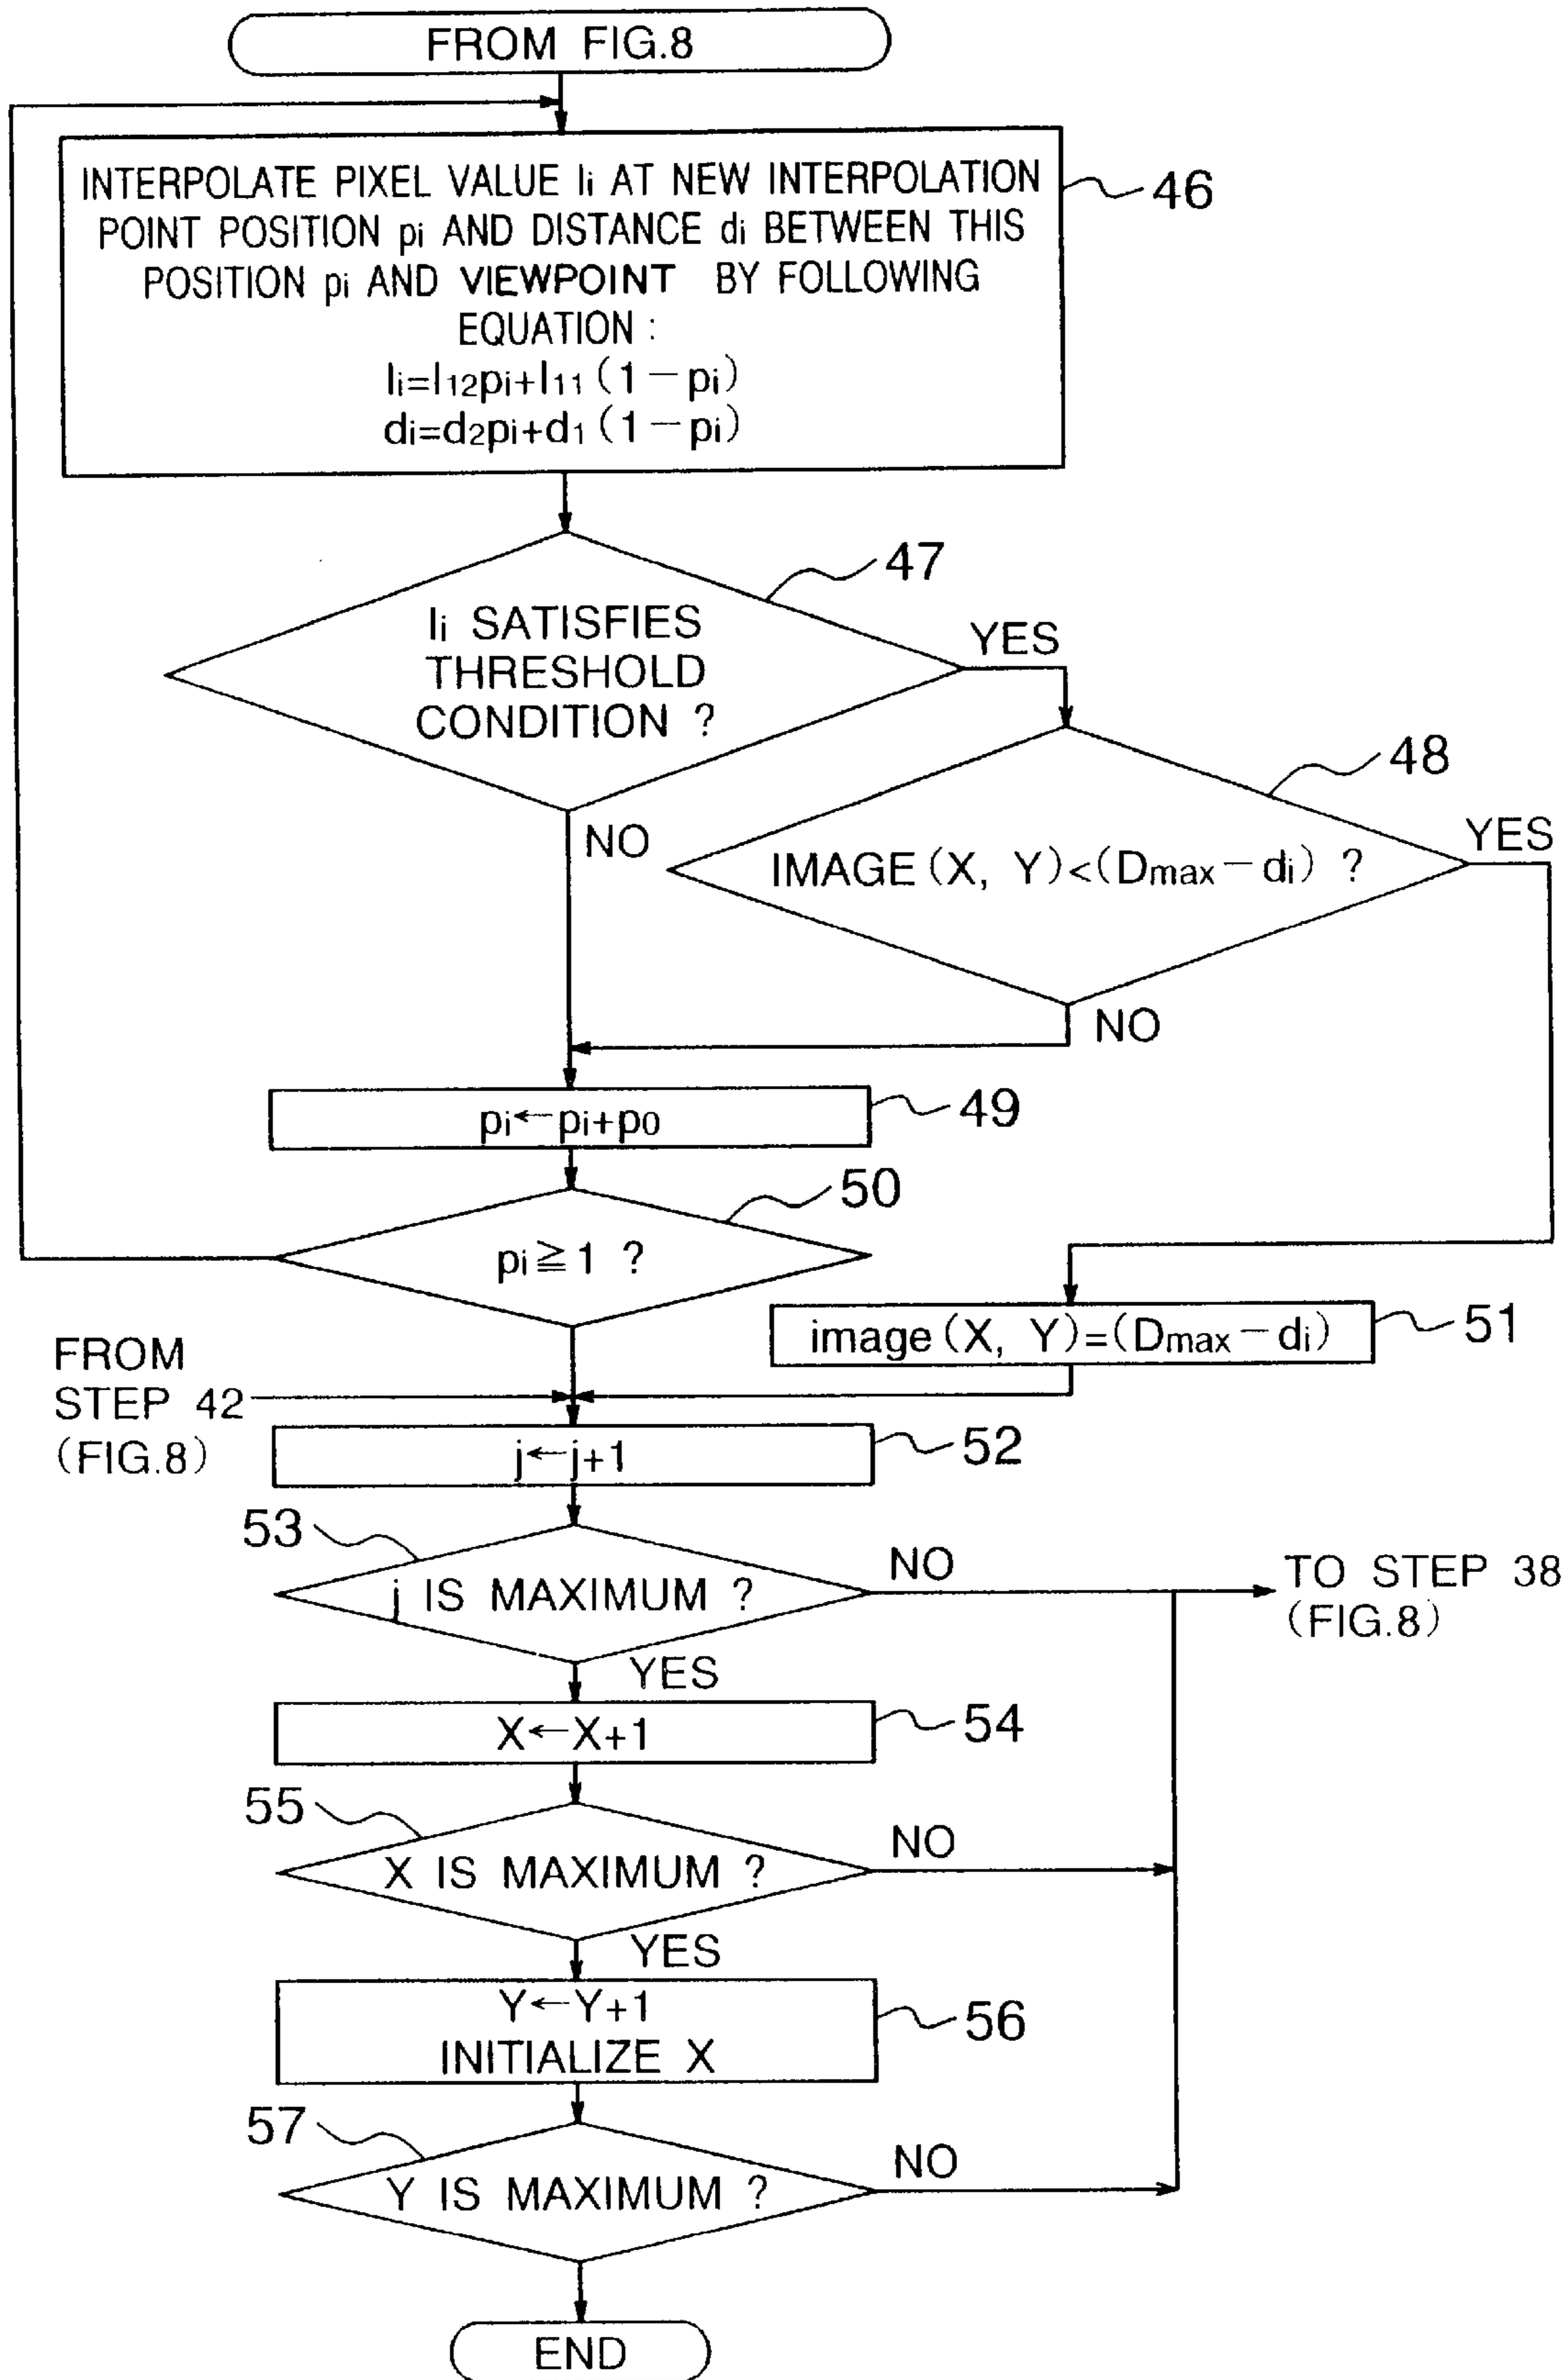 FROM FIG.8
INTERPOLATE PIXEL VALUE Ii AT NEW INTERPOLATION
POINT POSITION pi AND DISTANCE di BETWEEN THIS
POSITION pi AND VIEWPOINT BY FOLLOWING
EQUATION :
Ii=I12pi+I11 (1−pi)
di=d2pi+d1 (1−pi)
46
47
Ii SATISFIES
THRESHOLD
CONDITION ?
YES
NO
48
IMAGE (X, Y)<(Dmax−di) ?
YES
NO
pi←pi+p0
49
50
pi≧1 ?
image (X, Y)=(Dmax−di)
51
FROM
STEP 42
(FIG.8)
j←j+1
52
53
j IS MAXIMUM ?
NO
TO STEP 38
(FIG.8)
YES
X←X+1
54
55
X IS MAXIMUM ?
NO
YES
Y←Y+1
INITIALIZE X
56
57
Y IS MAXIMUM ?
NO
END